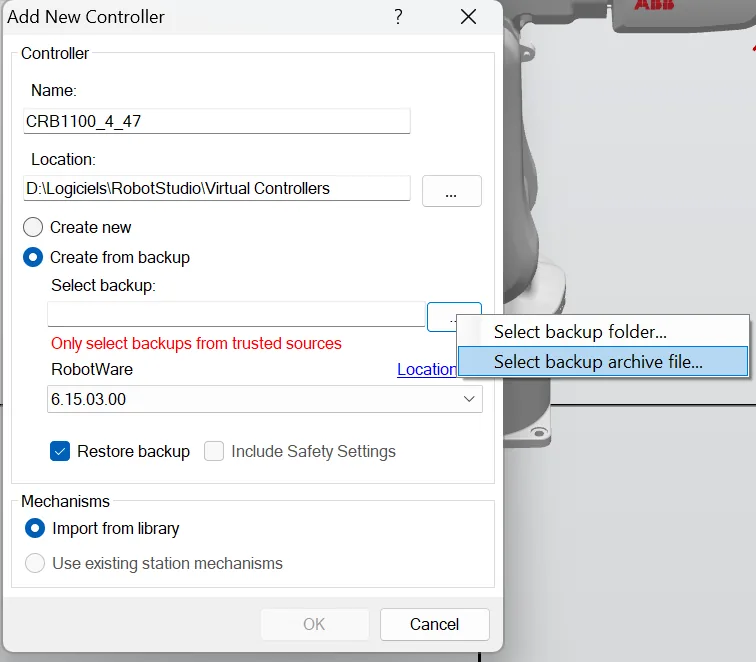 Add New Controller
?
ABB
Controller
Name:
CRB1100_4_47
Location:
D:\Logiciels\RobotStudio\Virtual Controllers
...
Create new
Create from backup
Select backup:
...
Select backup folder...
Only select backups from trusted sources
RobotWare
Location
Select backup archive file...
6.15.03.00
Restore backup
Include Safety Settings
Mechanisms
Import from library
Use existing station mechanisms
OK
Cancel